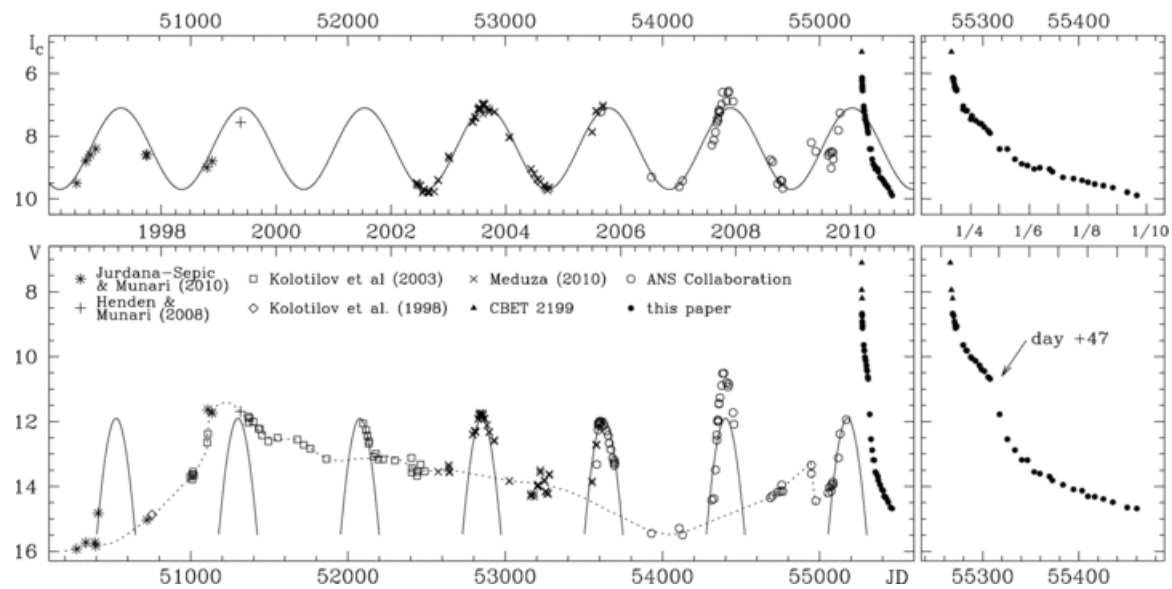 51000 52000 53000 54000 55000 55300 55400
I_c
6
8
10
1998 2000 2002 2004 2006 2008 2010 1/4 1/6 1/8 1/10
V
Jurdana-Sepic & Munari (2010)
Henden & Munari (2008)
Kolotilov et al (2003)
Kolotilov et al. (1998)
Meduza (2010)
CBET 2199
ANS Collaboration
this paper
day +47
8
10
12
14
16
51000 52000 53000 54000 55000 JD 55300 55400